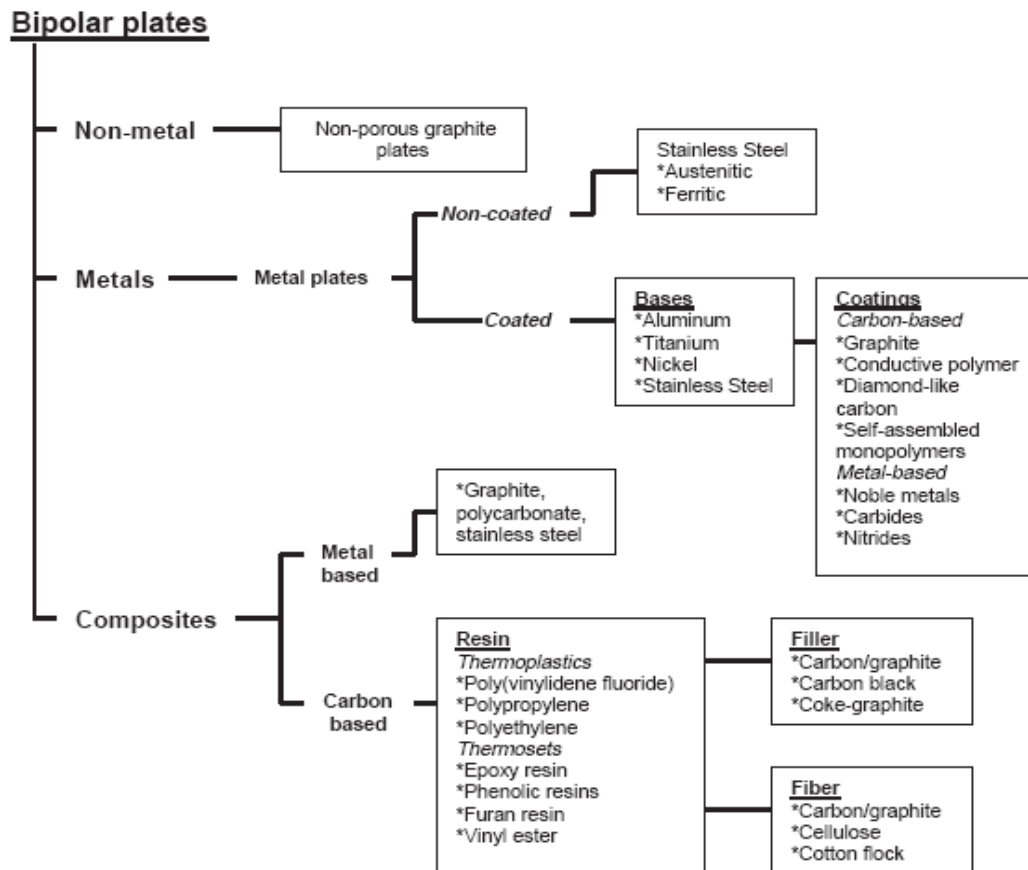 Bipolar plates
Non-metal
Non-porous graphite
plates
Metals
Metal plates
Non-coated
Stainless Steel
*Austenitic
*Ferritic
Coated
Bases
*Aluminum
*Titanium
*Nickel
*Stainless Steel
Coatings
Carbon-based
*Graphite
*Conductive polymer
*Diamond-like
carbon
*Self-assembled
monopolymers
Metal-based
*Noble metals
*Carbides
*Nitrides
Composites
Metal
based
*Graphite,
polycarbonate,
stainless steel
Carbon
based
Resin
Thermoplastics
*Poly(vinylidene fluoride)
*Polypropylene
*Polyethylene
Thermosets
*Epoxy resin
*Phenolic resins
*Furan resin
*Vinyl ester
Filler
*Carbon/graphite
*Carbon black
*Coke-graphite
Fiber
*Carbon/graphite
*Cellulose
*Cotton flock